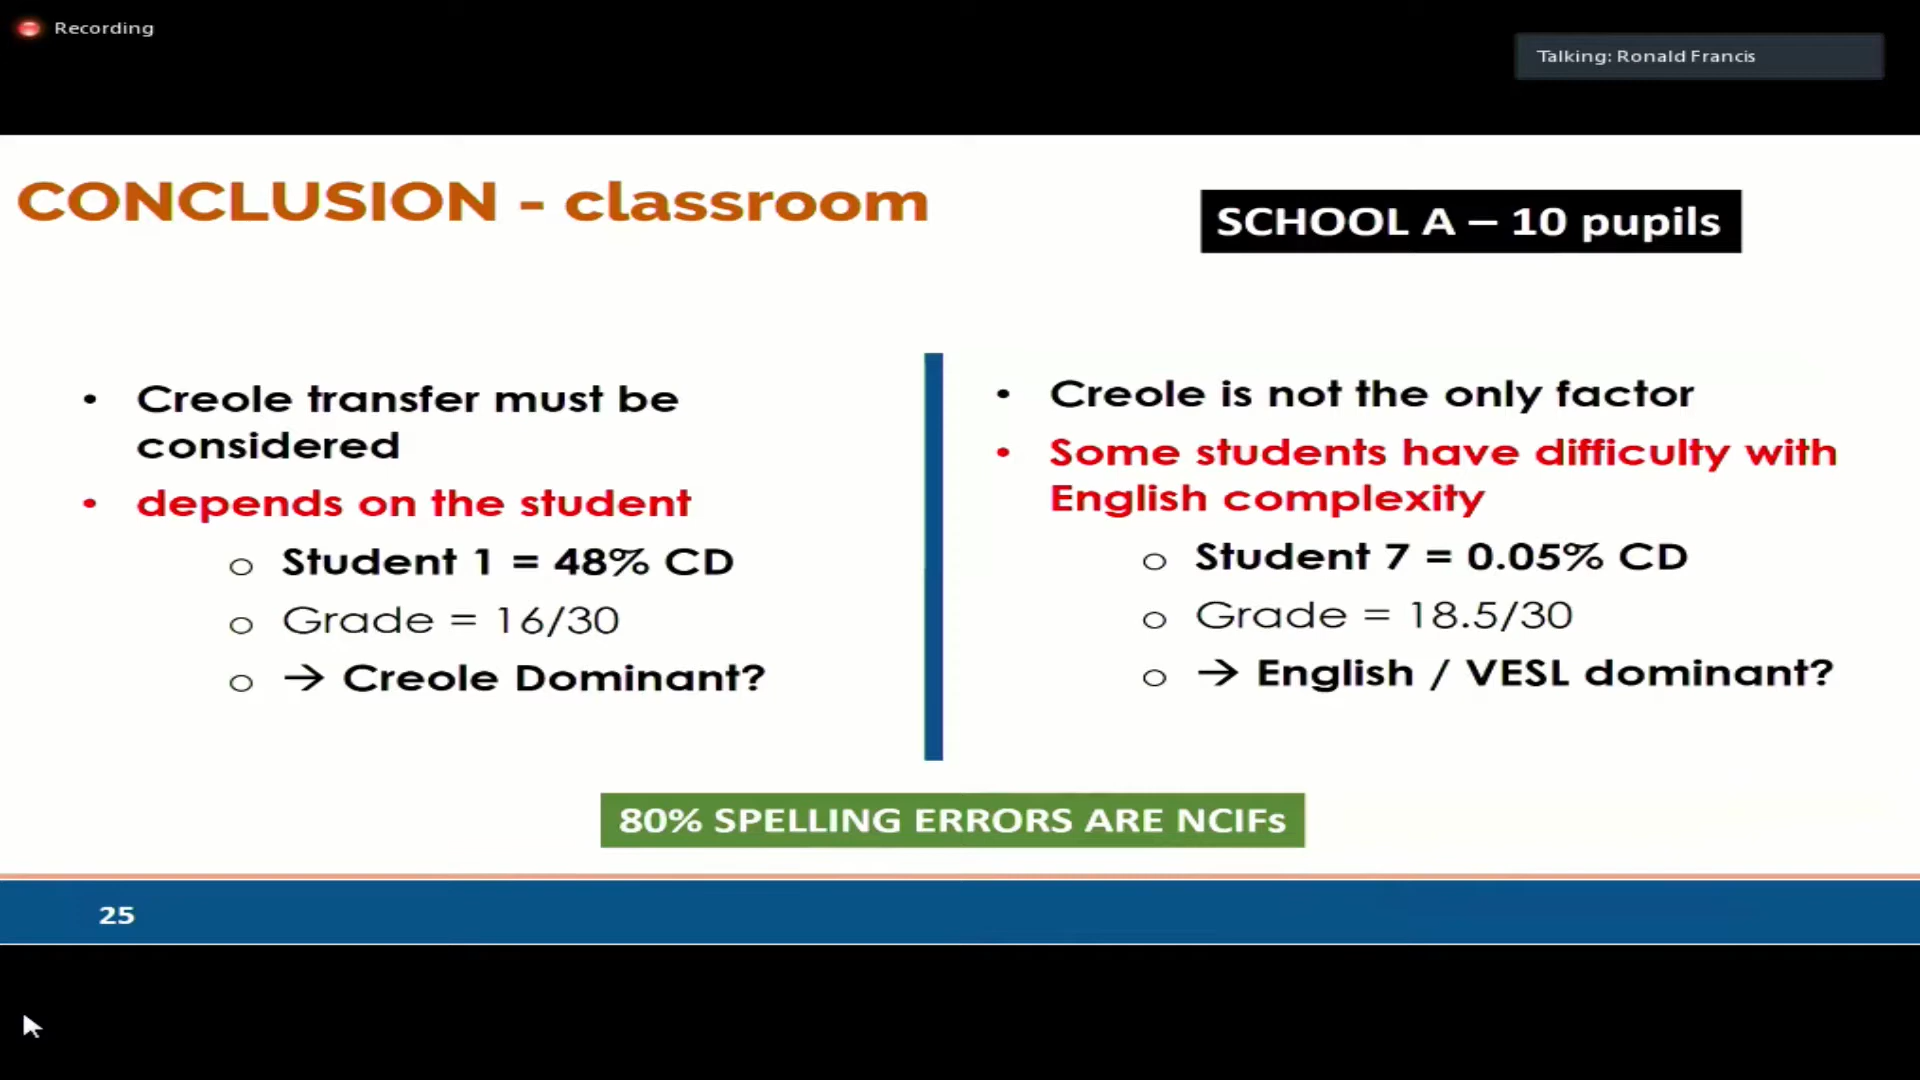 Recording
Talking: Ronald Francis
CONCLUSION - classroom
SCHOOL A – 10 pupils
• Creole transfer must be
considered
• depends on the student
o Student 1 = 48% CD
o Grade = 16/30
o → Creole Dominant?
• Creole is not the only factor
• Some students have difficulty with
English complexity
o Student 7 = 0.05% CD
o Grade = 18.5/30
o → English / VESL dominant?
80% SPELLING ERRORS ARE NCIFs
25